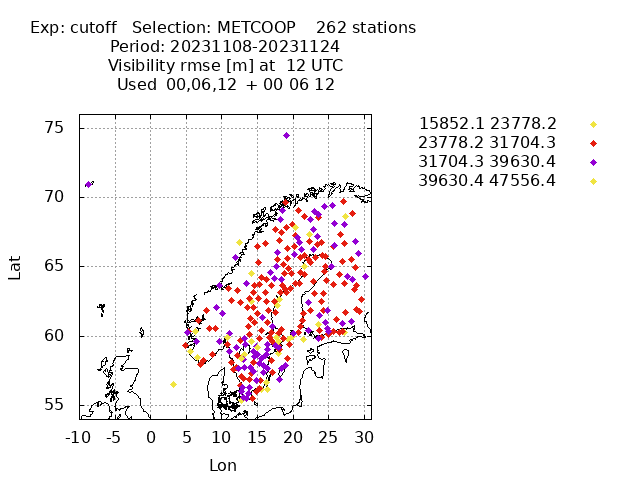 Exp: cutoff   Selection: METCOOP    262 stations
Period: 20231108-20231124
Visibility rmse [m] at  12 UTC
Used  00,06,12 + 00 06 12
15852.1 23778.2
23778.2 31704.3
31704.3 39630.4
39630.4 47556.4
75
70
65
60
55
Lat
-10 -5 0 5 10 15 20 25 30
Lon